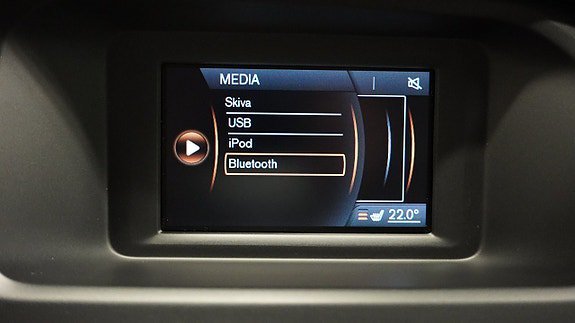 MEDIA
Skiva
USB
iPod
Bluetooth
22.0°